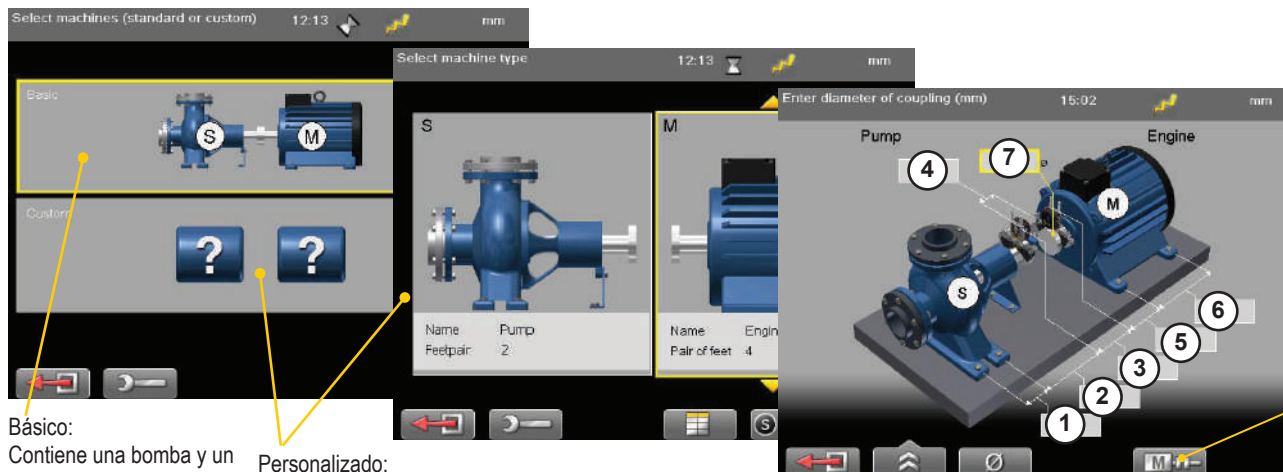 Select machines (standard or custom) 12:13 mm
Basic
S M
Custom
? ?
Select machine type 12:13 mm
S M
Name Pump
Feetpair 2
Name Engin
Pair of feet 4
S
Enter diameter of coupling (mm) 15:02 mm
Pump Engine
4 7
M
S
6
5
3
2
1
Ø
M
Básico:
Contiene una bomba y un
Personalizado: